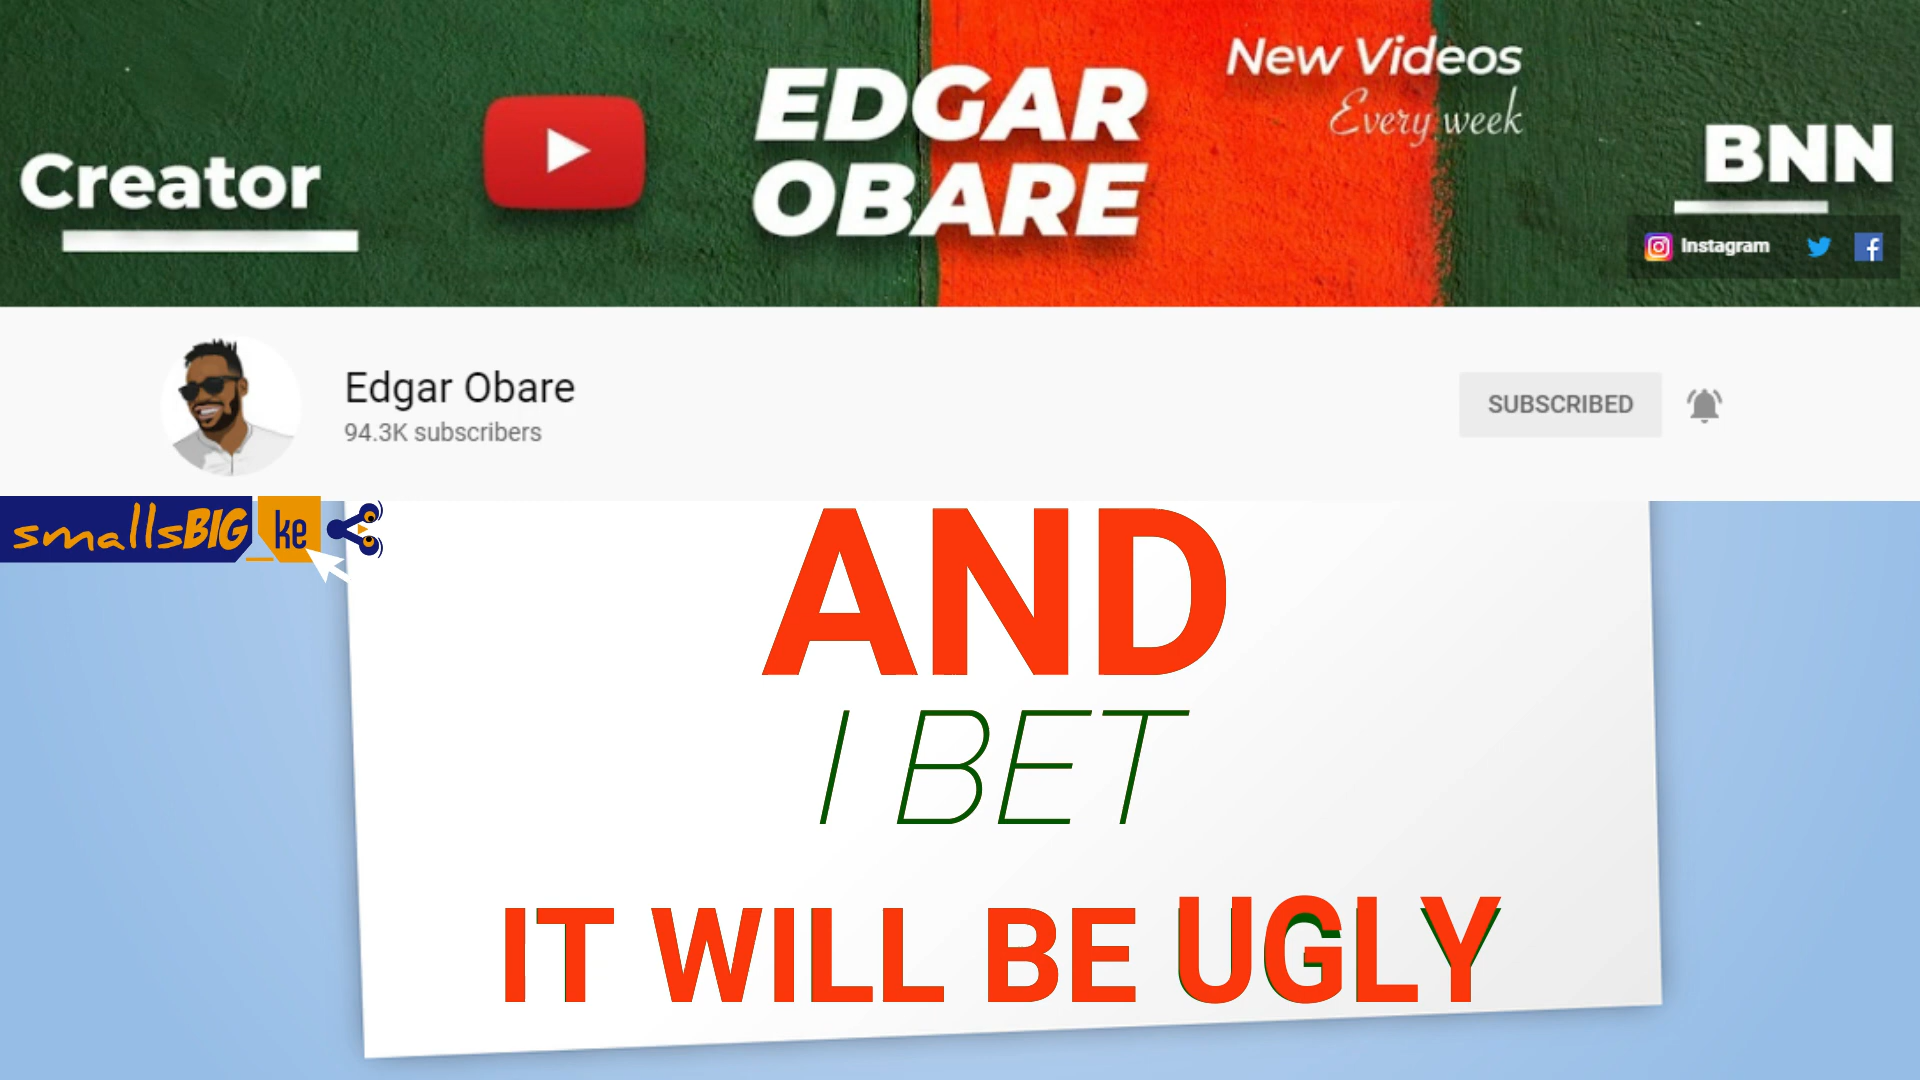 New Videos
Every week
EDGAR
OBARE
Creator
BNN
Instagram
Edgar Obare
94.3K subscribers
SUBSCRIBED
smallsBIG ke
AND
I BET
IT WILL BE UGLY